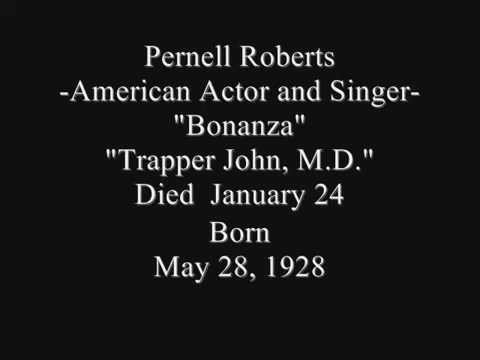 Pernell Roberts
-American Actor and Singer-
"Bonanza"
"Trapper John, M.D."
Died  January 24
Born
May 28, 1928